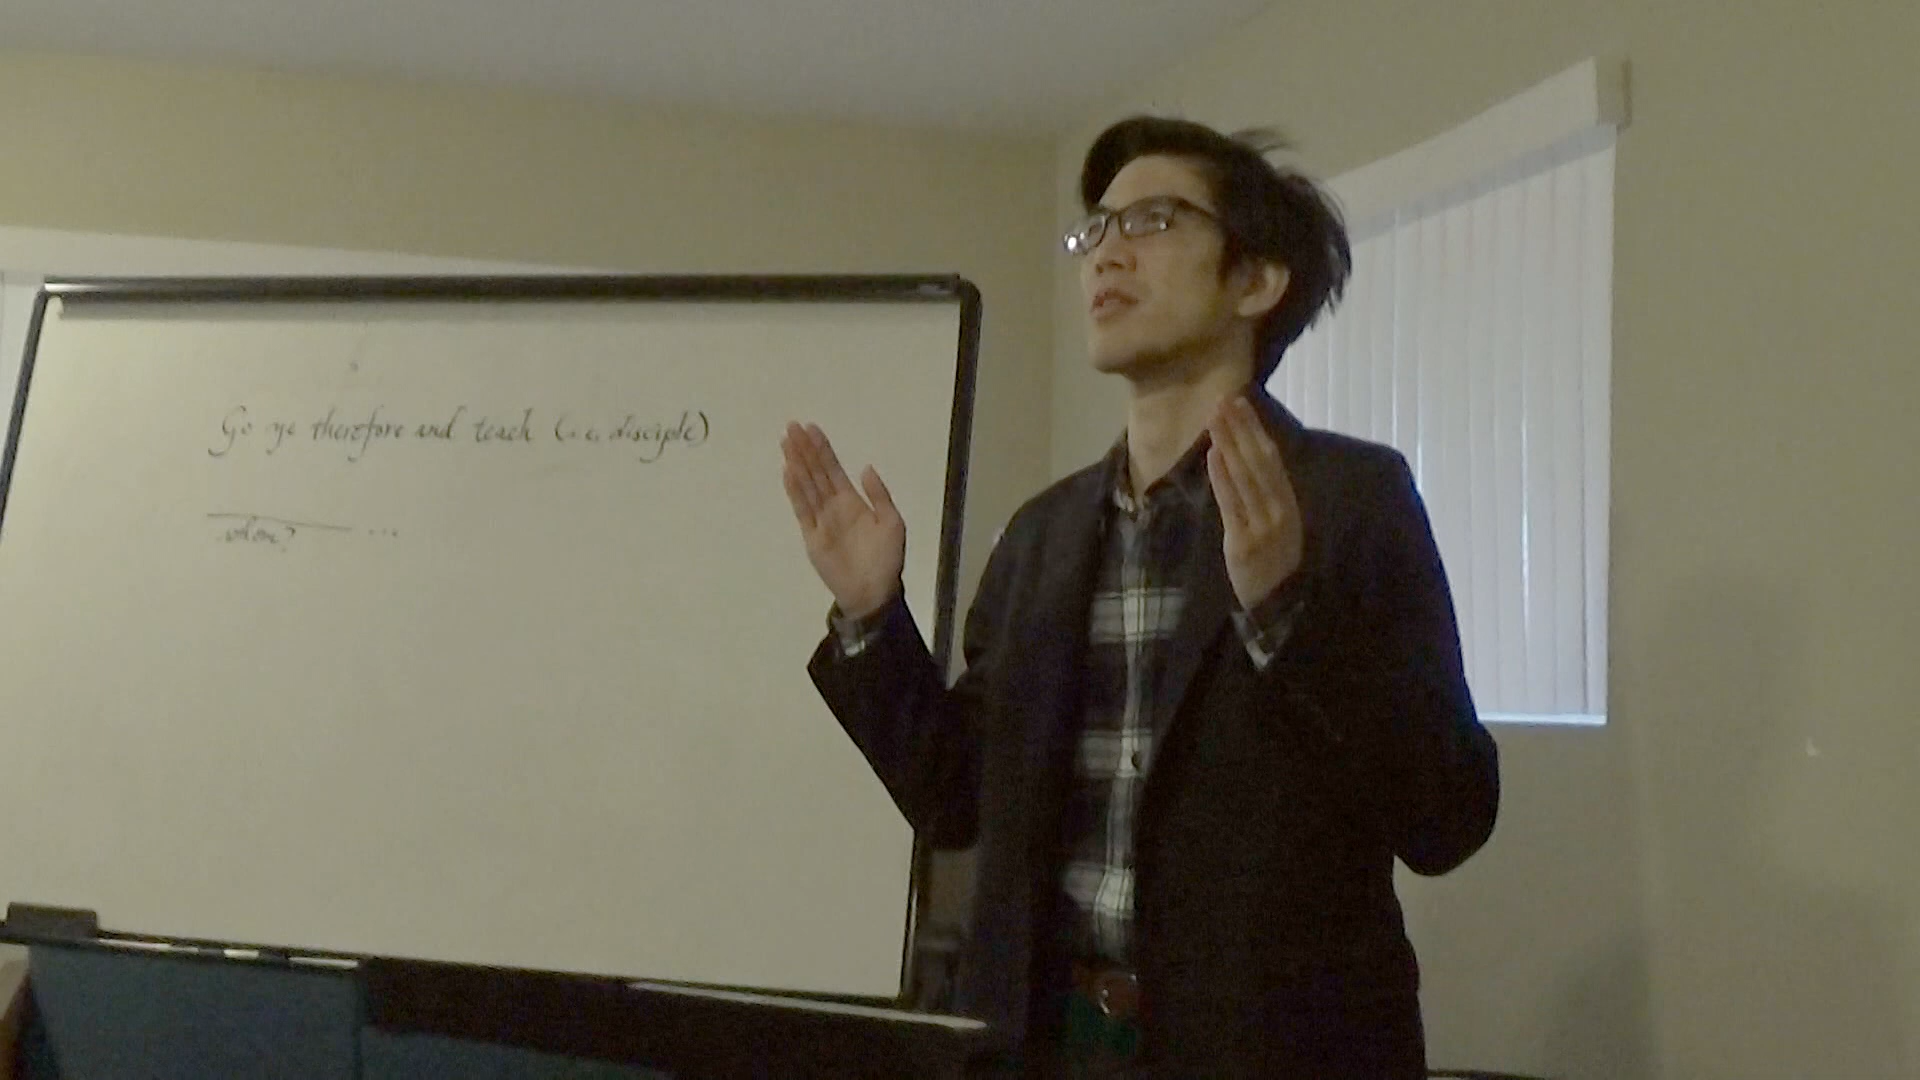 Go ye therefore and teach (i.e. disciple)
whom? ...